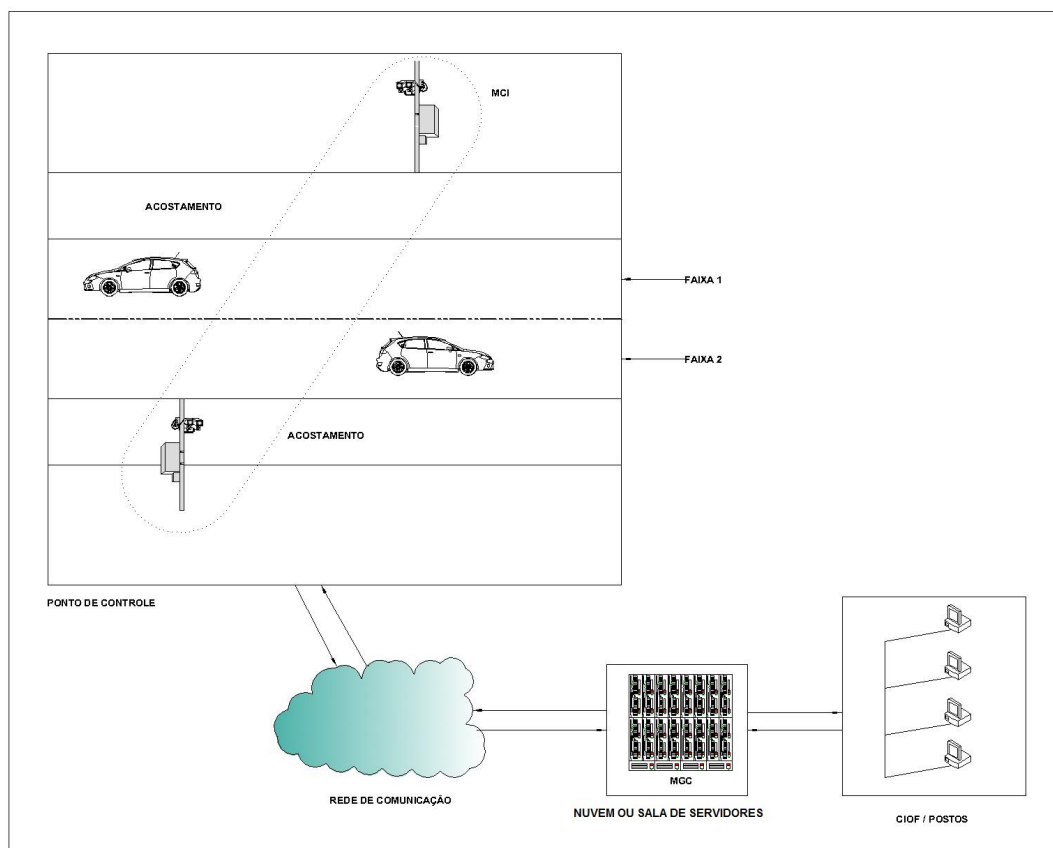 MCI
ACOSTAMENTO
FAIXA 1
FAIXA 2
ACOSTAMENTO
PONTO DE CONTROLE
REDE DE COMUNICAÇÃO
MGC
NUVEM OU SALA DE SERVIDORES
CIOF / POSTOS